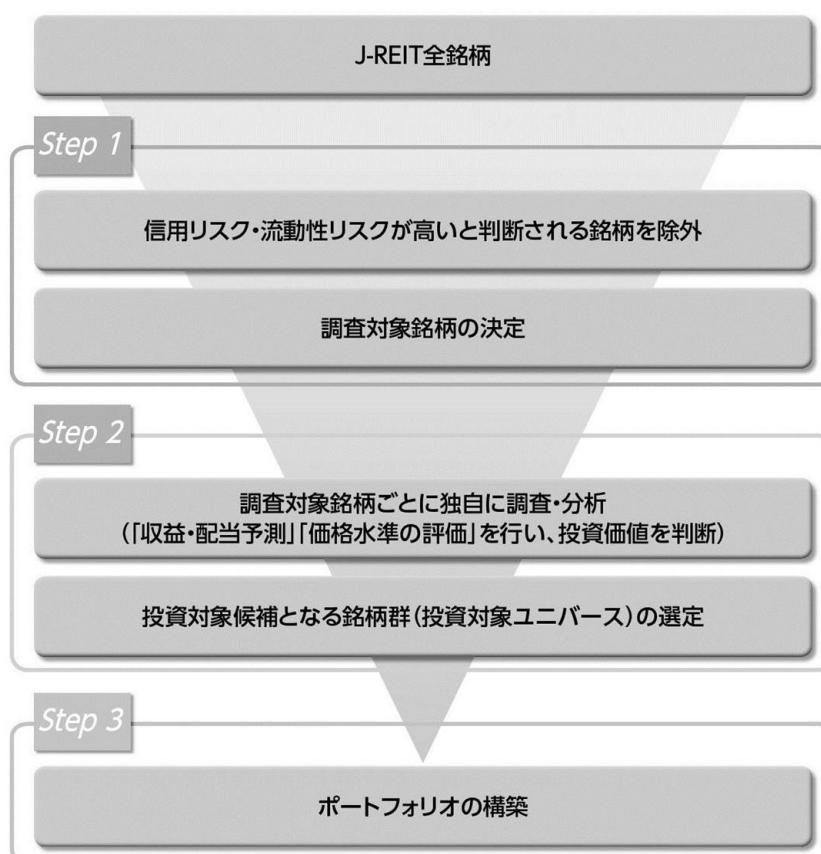 J-REIT全銘柄
Step 1
信用リスク・流動性リスクが高いと判断される銘柄を除外
調査対象銘柄の決定
Step 2
調査対象銘柄ごとに独自に調査・分析
(「収益・配当予測」「価格水準の評価」を行い、投資価値を判断)
投資対象候補となる銘柄群(投資対象ユニバース)の選定
Step 3
ポートフォリオの構築